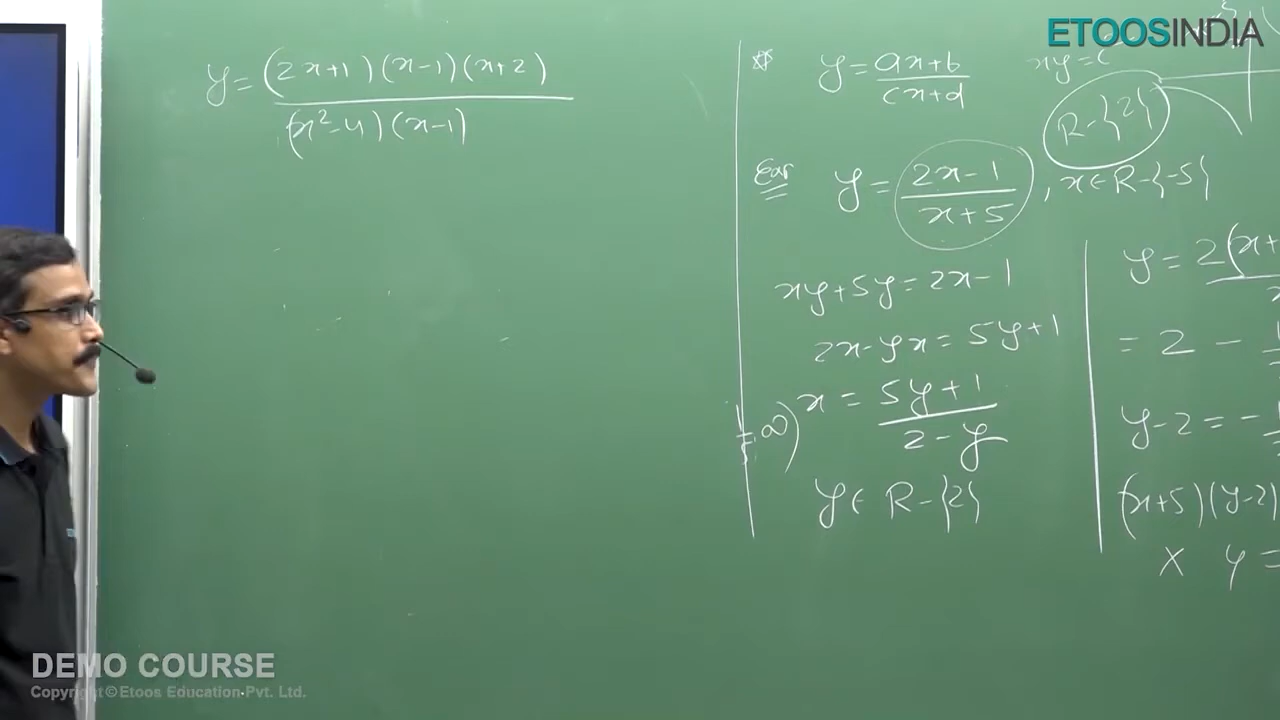 ETOOSINDIA
y = (2x+1)(x-1)(x+2)
(x²-4)(x-1)
y = ax+b
cx+d
xy = c
R-{2}
Ex
y = 2x-1
x+5
, x∈R-{-5}
xy+5y=2x-1
2x-yx=5y+1
x = 5y+1
2-y
∞)
y∈ R-{2}
y = 2(x+
= 2 -
y-2 = -
(x+5)(y-2)
X y =
DEMO COURSE
Copyright © Etoos Education Pvt. Ltd.